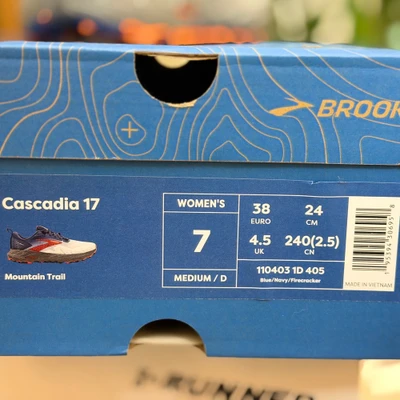 BROOK
Cascadia 17
Mountain Trail
WOMEN'S
7
MEDIUM / D
38
EURO
24
CM
4.5
UK
240(2.5)
CN
110403 1D 405
Blue/Navy/Firecracker
MADE IN VIETNAM
RUNNER